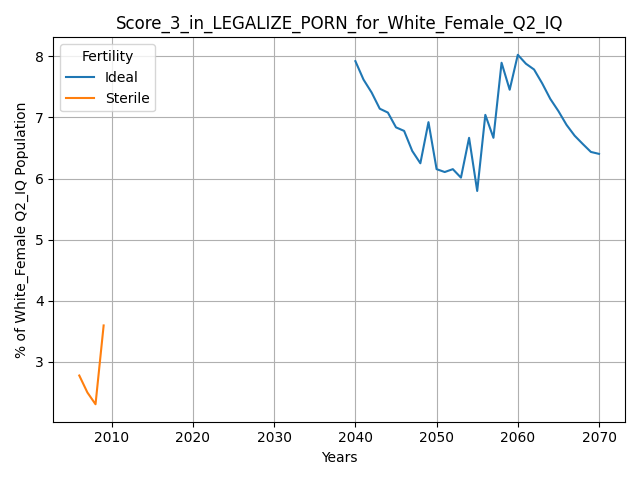 Score_3_in_LEGALIZE_PORN_for_White_Female_Q2_IQ
Fertility
Ideal
Sterile
% of White_Female Q2_IQ Population
8
7
6
5
4
3
2010 2020 2030 2040 2050 2060 2070
Years